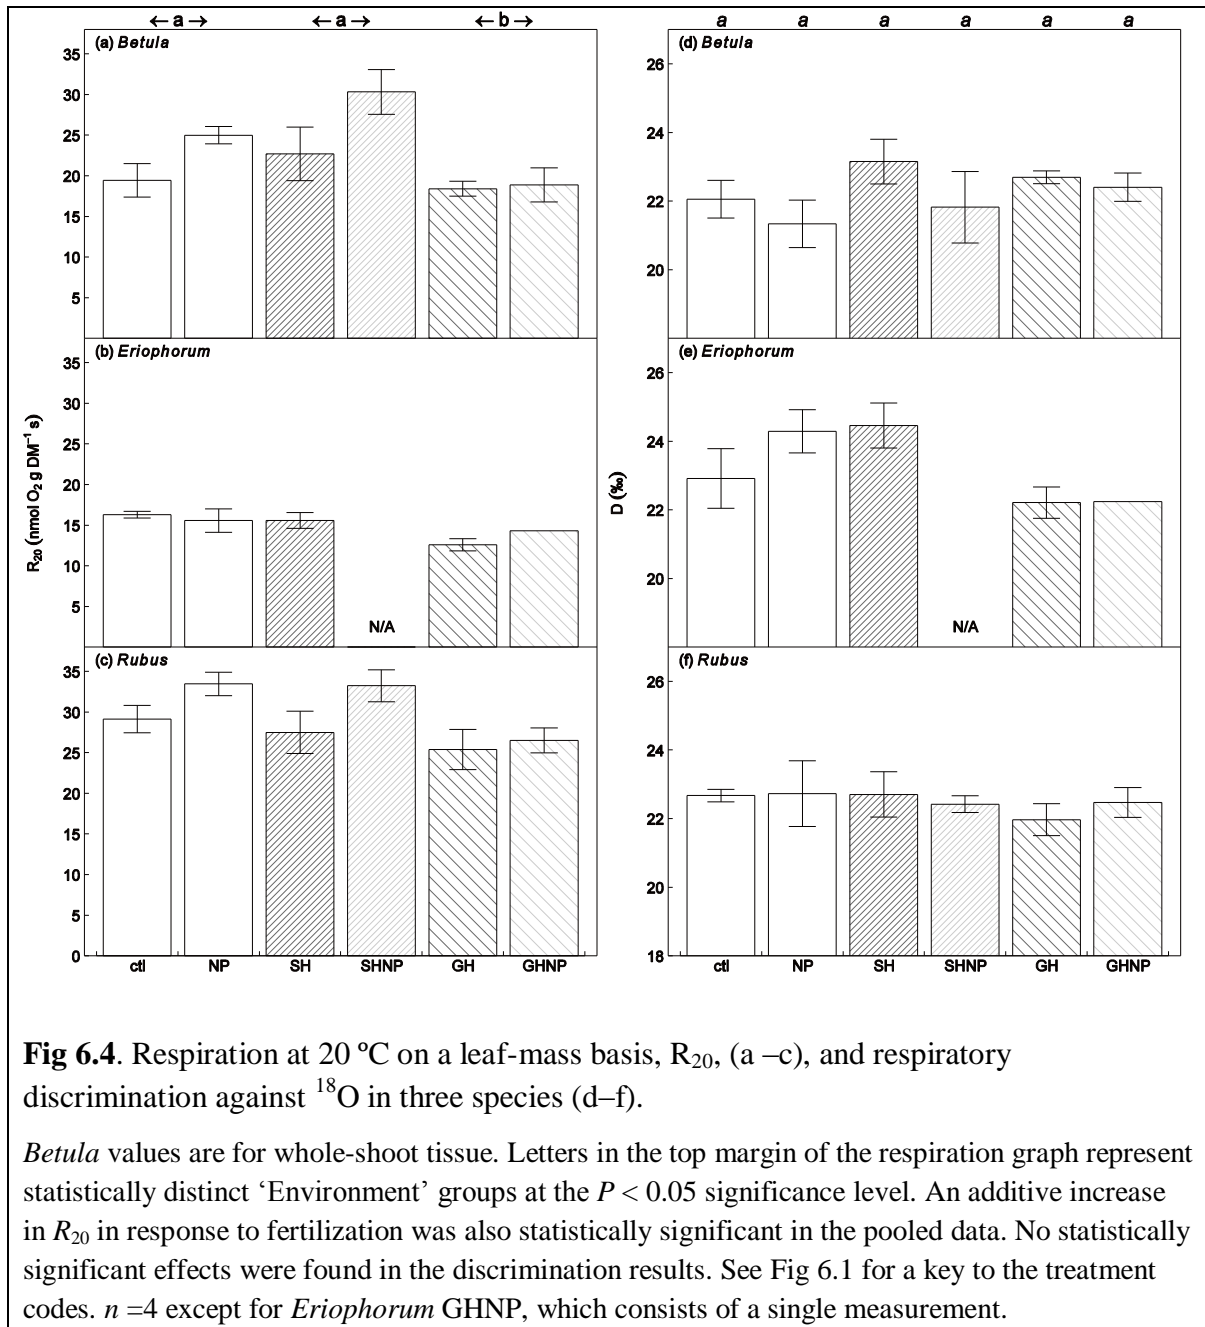 ← a → ← a → ← b →
(a) Betula
35
30
25
20
15
10
5
(b) Eriophorum
35
30
25
20
15
10
5
N/A
(c) Rubus
35
30
25
20
15
10
5
0
ctl NP SH SHNP GH GHNP
R20 (nmol O2 g DM−1 s)
a a a a a a
(d) Betula
26
24
22
20
(e) Eriophorum
26
24
22
20
N/A
(f) Rubus
26
24
22
20
18
ctl NP SH SHNP GH GHNP
D (‰)
Fig 6.4. Respiration at 20 ºC on a leaf-mass basis, R20, (a –c), and respiratory
discrimination against 18O in three species (d–f).
Betula values are for whole-shoot tissue. Letters in the top margin of the respiration graph represent
statistically distinct ‘Environment’ groups at the P < 0.05 significance level. An additive increase
in R20 in response to fertilization was also statistically significant in the pooled data. No statistically
significant effects were found in the discrimination results. See Fig 6.1 for a key to the treatment
codes. n =4 except for Eriophorum GHNP, which consists of a single measurement.